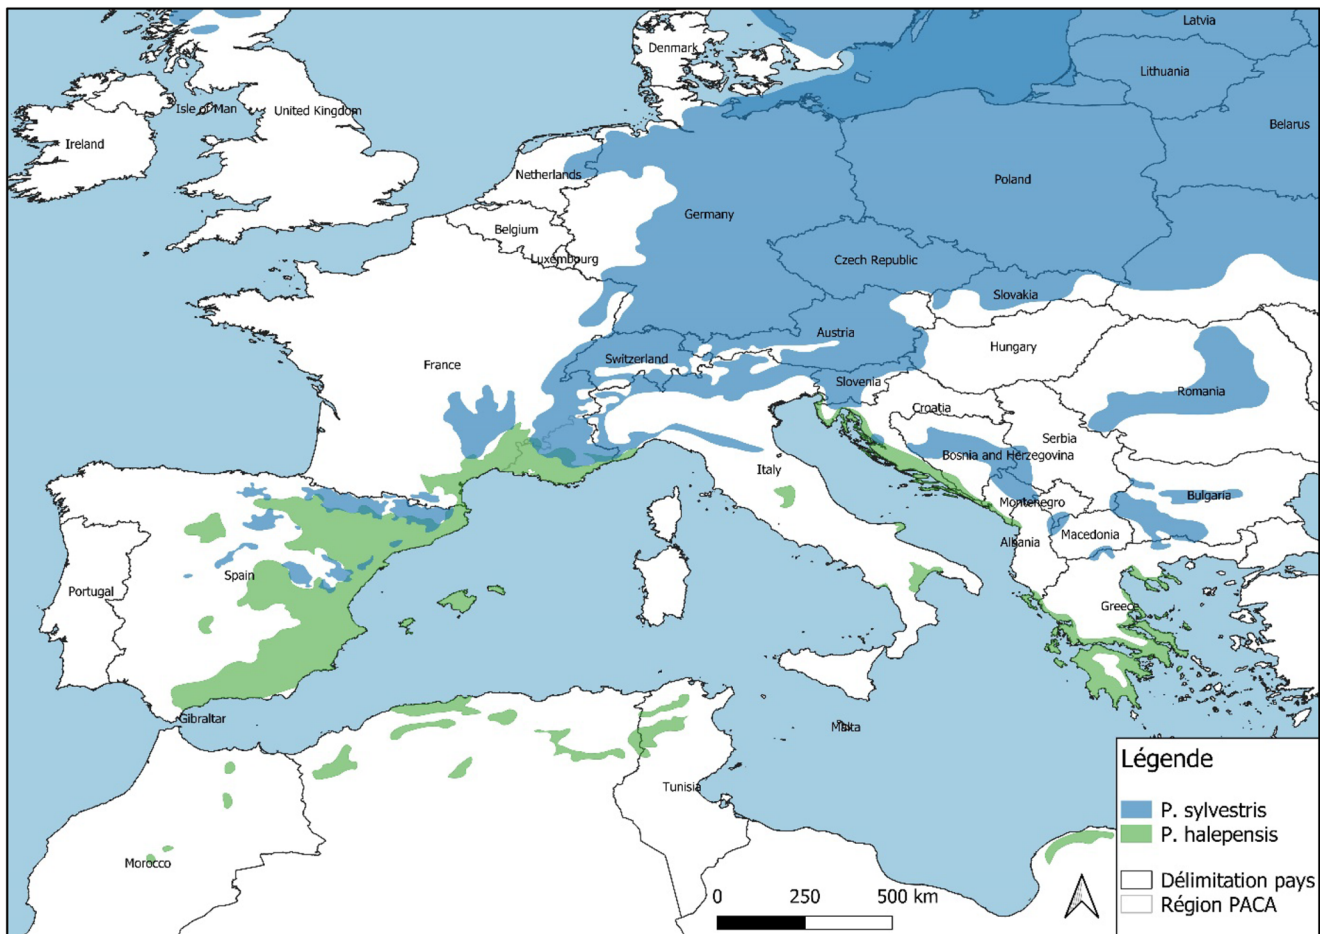 Latvia
Denmark
Lithuania
Isle of Man
United Kingdom
Belarus
Ireland
Netherlands
Poland
Germany
Belgium
Luxembourg
Czech Republic
Slovakia
Austria
Hungary
Switzerland
France
Slovenia
Romania
Croatia
Serbia
Bosnia and Herzegovina
Italy
Bulgaria
Montenegro
Macedonia
Albania
Spain
Portugal
Greece
Gibraltar
Malta
Tunisia
Morocco
Légende
P. sylvestris
P. halepensis
Délimitation pays
Région PACA
0 250 500 km